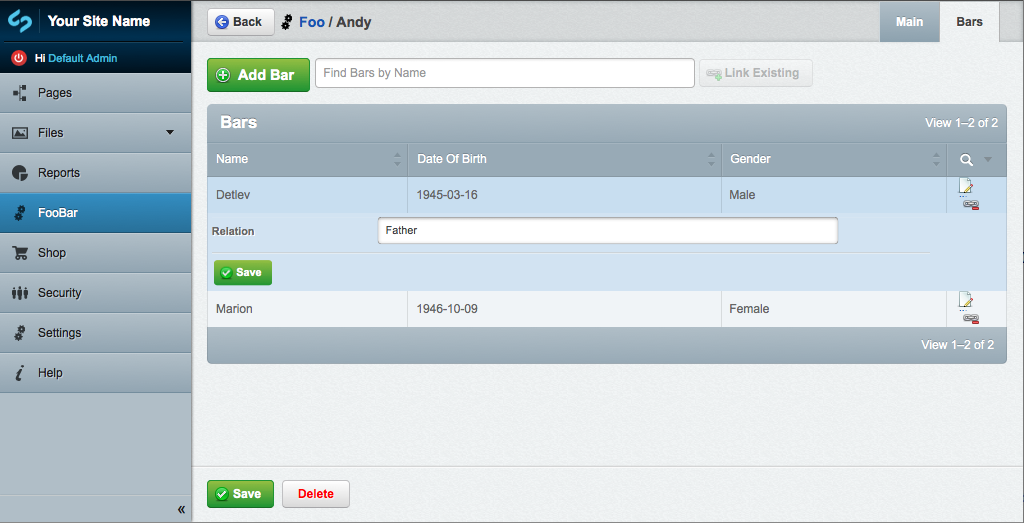 Your Site Name
Hi Default Admin
Pages
Files
Reports
FooBar
Shop
Security
Settings
Help
«
Back Foo / Andy Main Bars
Add Bar Find Bars by Name Link Existing
Bars View 1–2 of 2
Name Date Of Birth Gender
Detlev 1945-03-16 Male
Relation Father
Save
Marion 1946-10-09 Female
View 1–2 of 2
Save Delete